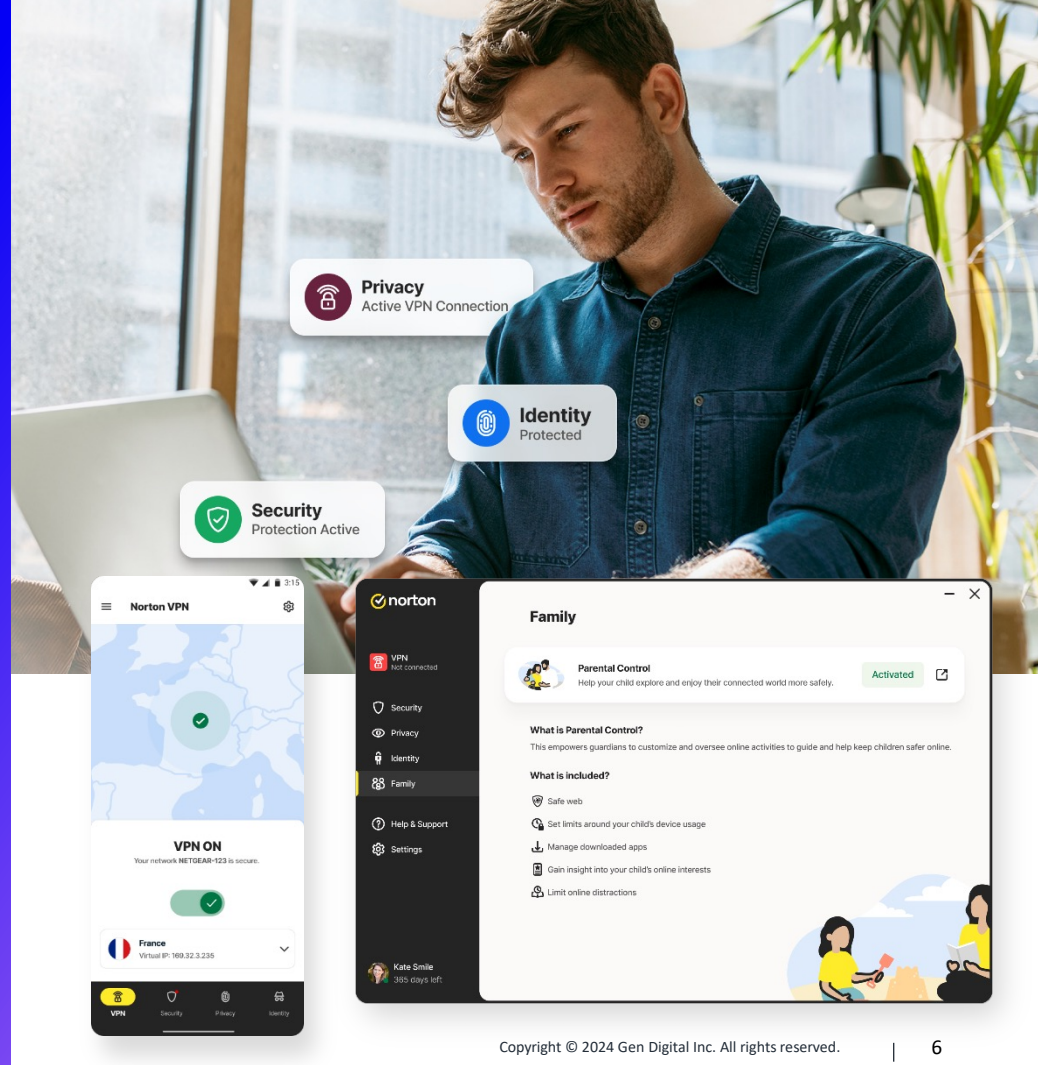 Privacy
Active VPN Connection
Identity
Protected
Security
Protection Active
3:15
Norton VPN
VPN ON
Your network NETGEAR-123 is secure.
France
Virtual IP: 169.32.3.235
VPN
Security
Privacy
Identity
norton
VPN
Not connected
Security
Privacy
Identity
Family
Help & Support
Settings
Kate Smile
365 days left
Family
Parental Control
Help your child explore and enjoy their connected world more safely.
Activated
What is Parental Control?
This empowers guardians to customize and oversee online activities to guide and help keep children safer online.
What is included?
Safe web
Set limits around your child's device usage
Manage downloaded apps
Gain insight into your child's online interests
Limit online distractions
Copyright © 2024 Gen Digital Inc. All rights reserved. | 6